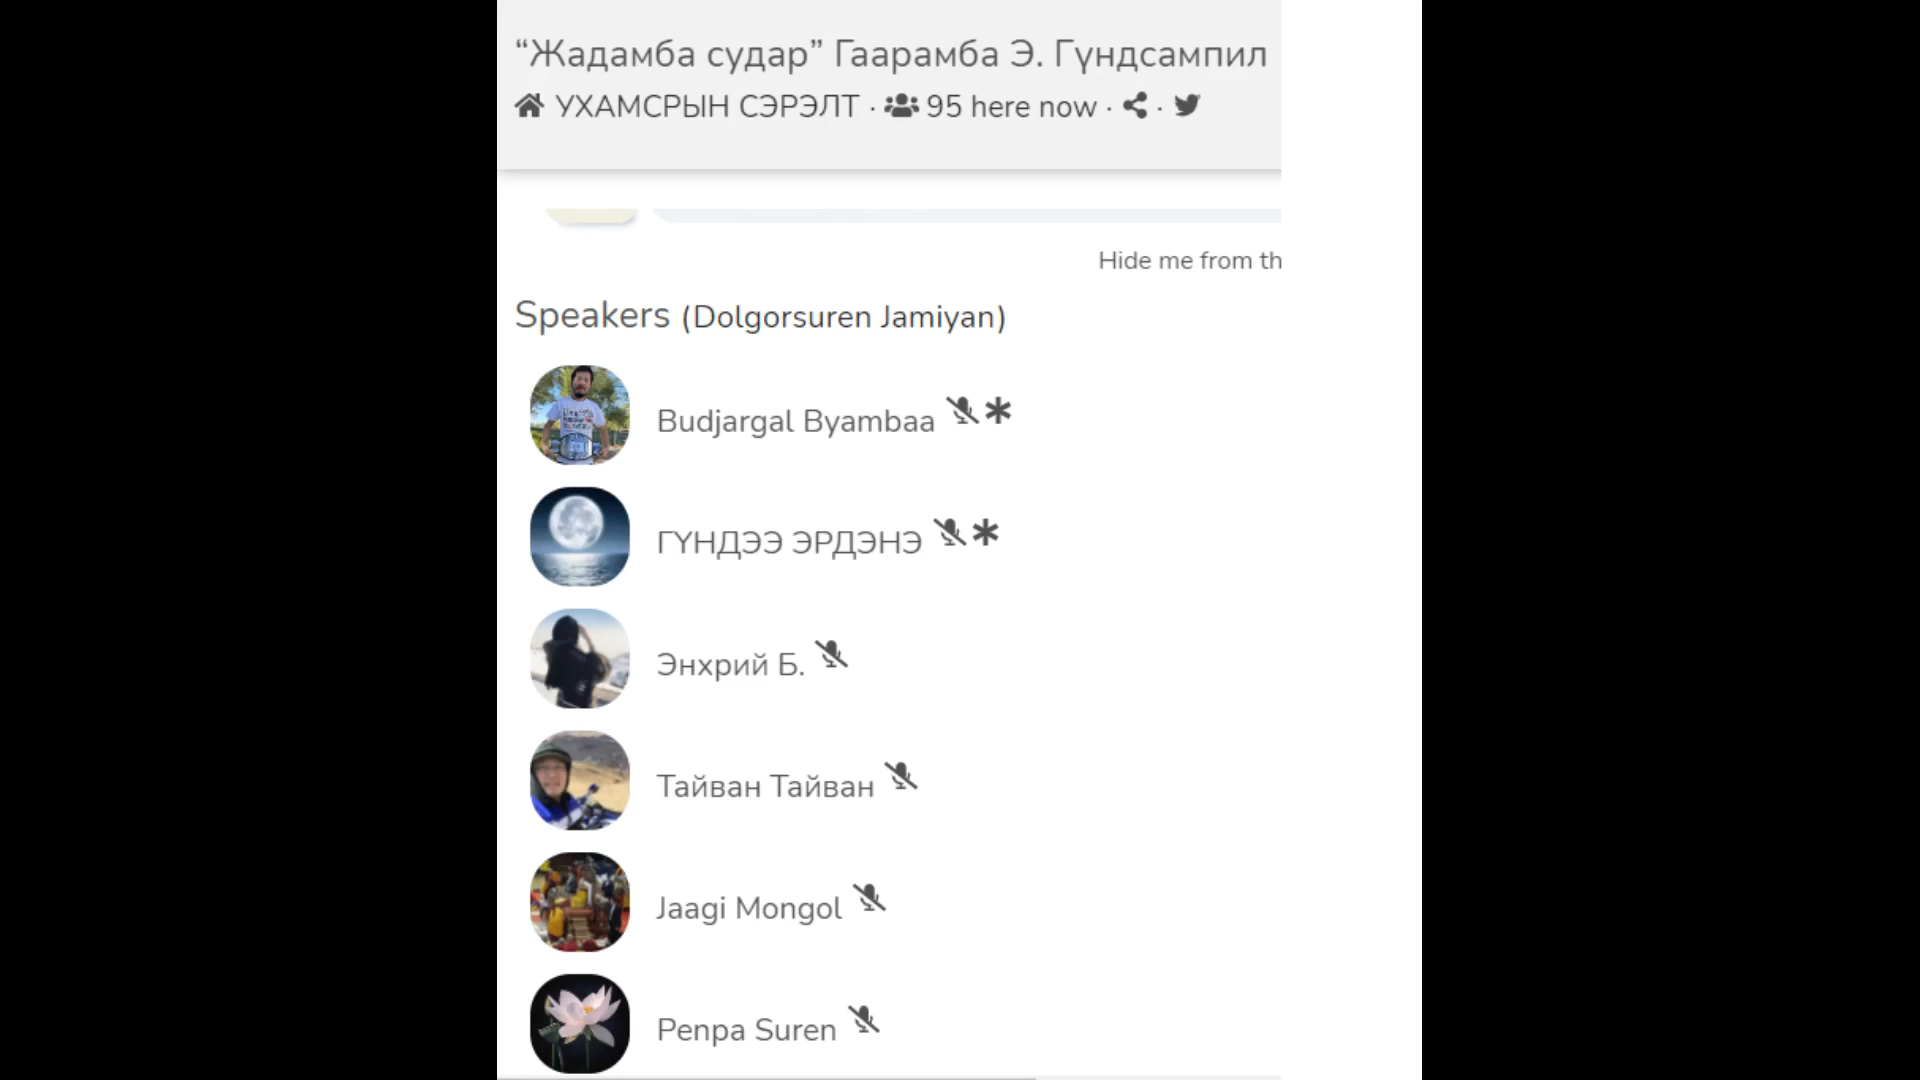 “Жадамба судар” Гаарамба Э. Гүндсампил
УХАМСРЫН СЭРЭЛТ · 95 here now · ·
Hide me from th
Speakers (Dolgorsuren Jamiyan)
Budjargal Byambaa
ГҮНДЭЭ ЭРДЭНЭ
Энхрий Б.
Тайван Тайван
Jaagi Mongol
Penpa Suren